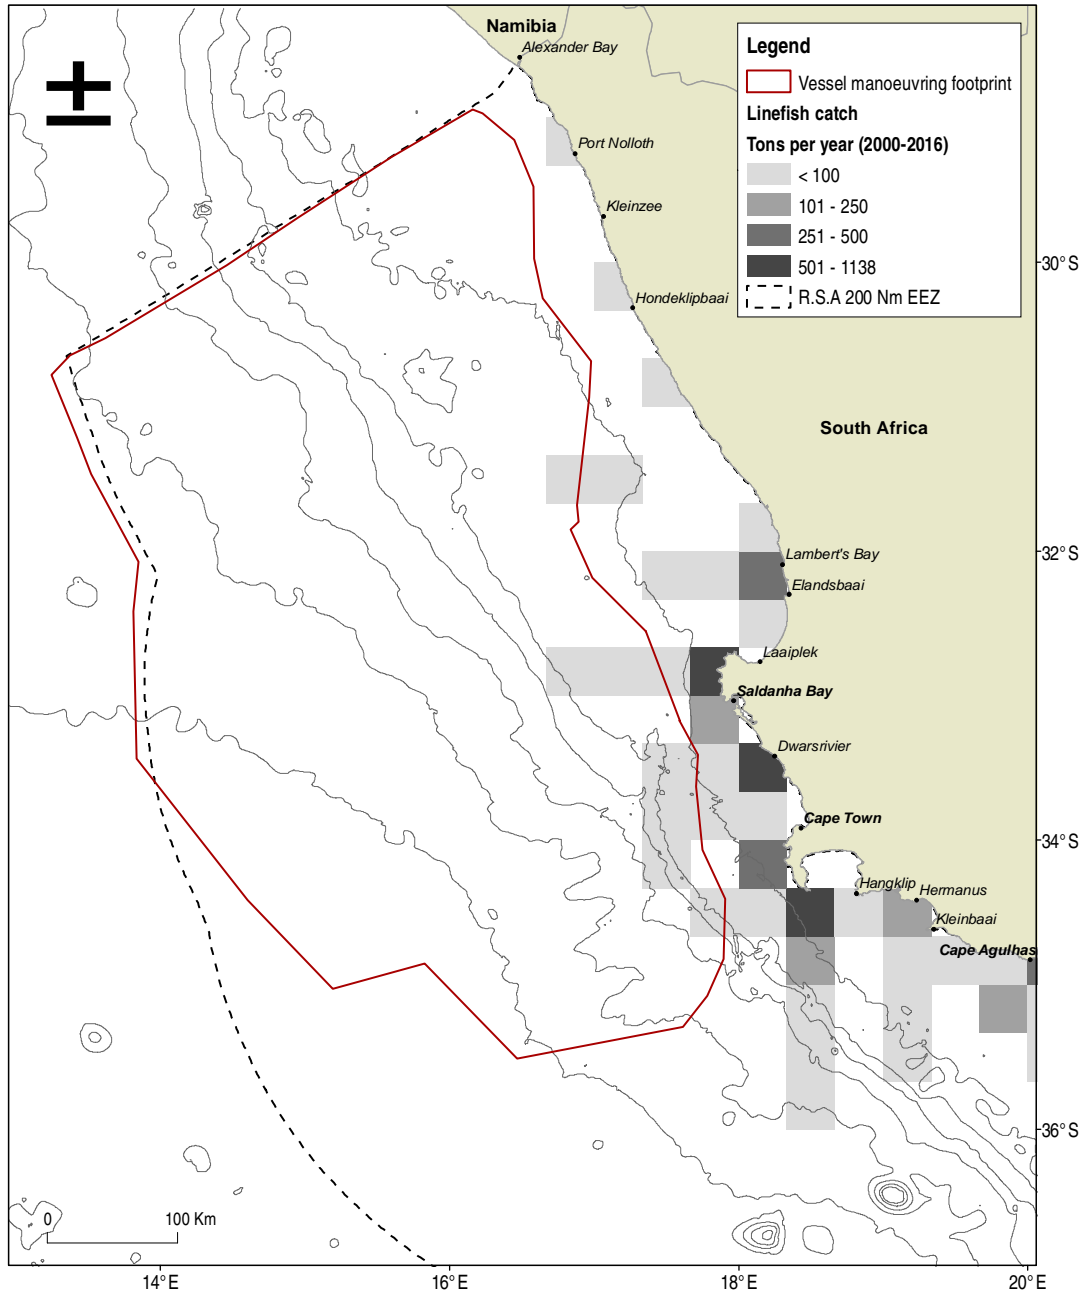 Namibia
Alexander Bay
Legend
Vessel manoeuvring footprint
Linefish catch
Tons per year (2000-2016)
< 100
101 - 250
251 - 500
501 - 1138
R.S.A 200 Nm EEZ
Port Nolloth
Kleinzee
Hondeklipbaai
30°S
South Africa
32°S
Lambert's Bay
Elandsbaai
Laaiplek
Saldanha Bay
Dwarsrivier
Cape Town
34°S
Hangklip
Hermanus
Kleinbaai
Cape Agulhas
36°S
0 100 Km
14°E 16°E 18°E 20°E